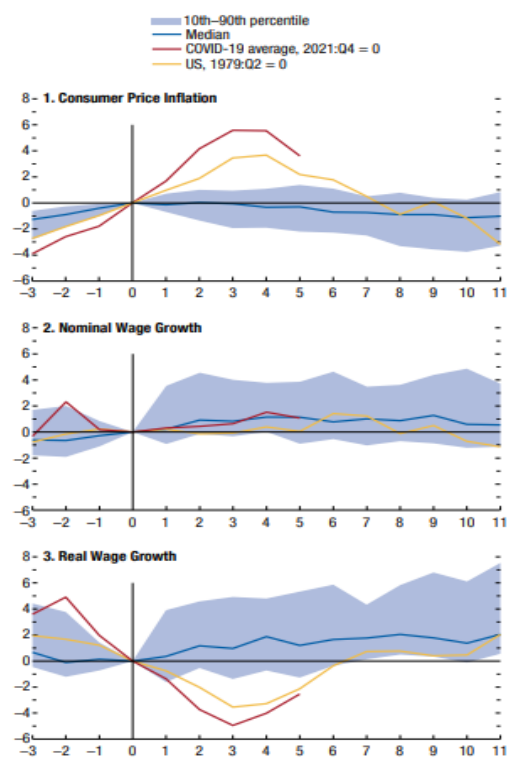 10th–90th percentile
Median
COVID-19 average, 2021:Q4 = 0
US, 1979:Q2 = 0
8- 1. Consumer Price Inflation
6-
4-
2-
0
−2-
−4-
−6
−3 −2 −1 0 1 2 3 4 5 6 7 8 9 10 11
8- 2. Nominal Wage Growth
6-
4-
2-
0
−2-
−4-
−6
−3 −2 −1 0 1 2 3 4 5 6 7 8 9 10 11
8- 3. Real Wage Growth
6-
4-
2-
0
−2-
−4-
−6
−3 −2 −1 0 1 2 3 4 5 6 7 8 9 10 11